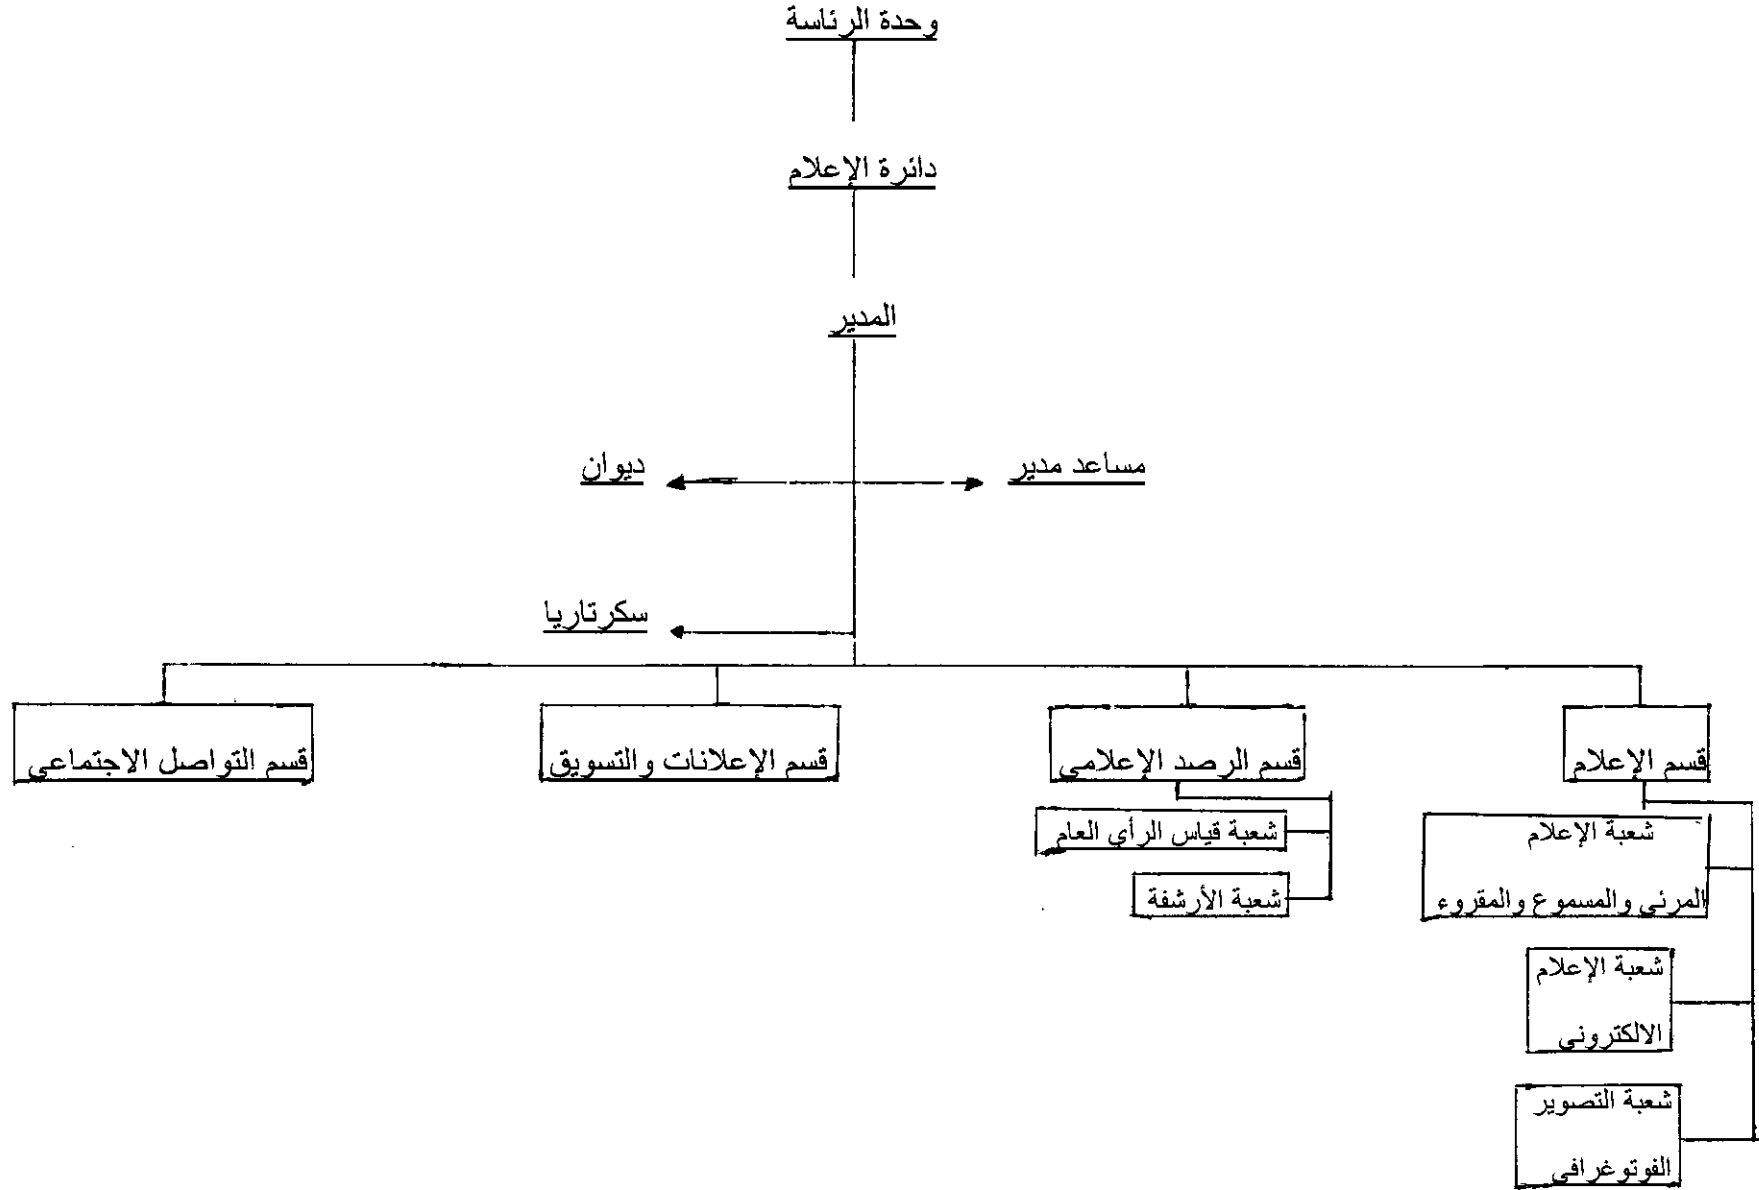 وحدة الرئاسة
دائرة الإعلام
المدير
مساعد مدير
ديوان
سكرتاريا
قسم الإعلام
قسم الرصد الإعلامي
قسم الإعلانات والتسويق
قسم التواصل الاجتماعي
شعبة الإعلام
المرئي والمسموع والمقروء
شعبة الإعلام
الالكتروني
شعبة التصوير
الفوتوغرافي
شعبة قياس الرأي العام
شعبة الأرشفة